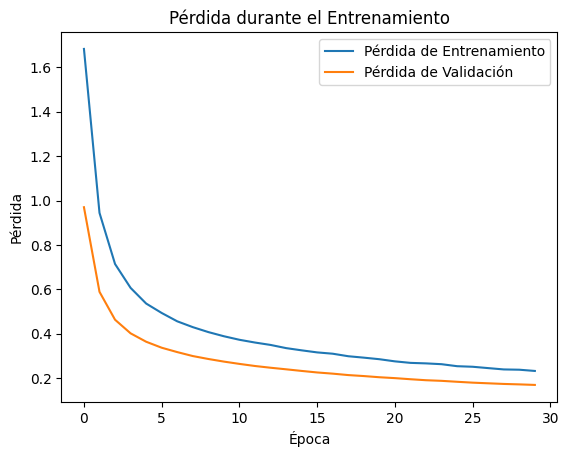 Pérdida durante el Entrenamiento
Pérdida de Entrenamiento
Pérdida de Validación
Pérdida
1.6
1.4
1.2
1.0
0.8
0.6
0.4
0.2
0 5 10 15 20 25 30
Época